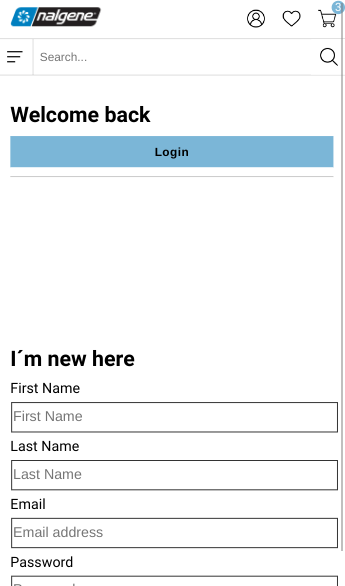 nalgene
3
Search...
Welcome back
Login
I´m new here
First Name
First Name
Last Name
Last Name
Email
Email address
Password